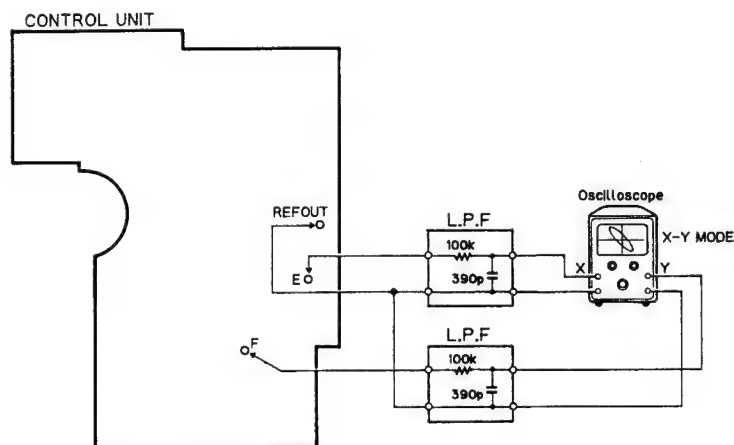 CONTROL UNIT
REFOUT
E
F
L.P.F
100k
390p
L.P.F
100k
390p
Oscilloscope
X-Y MODE
X
Y